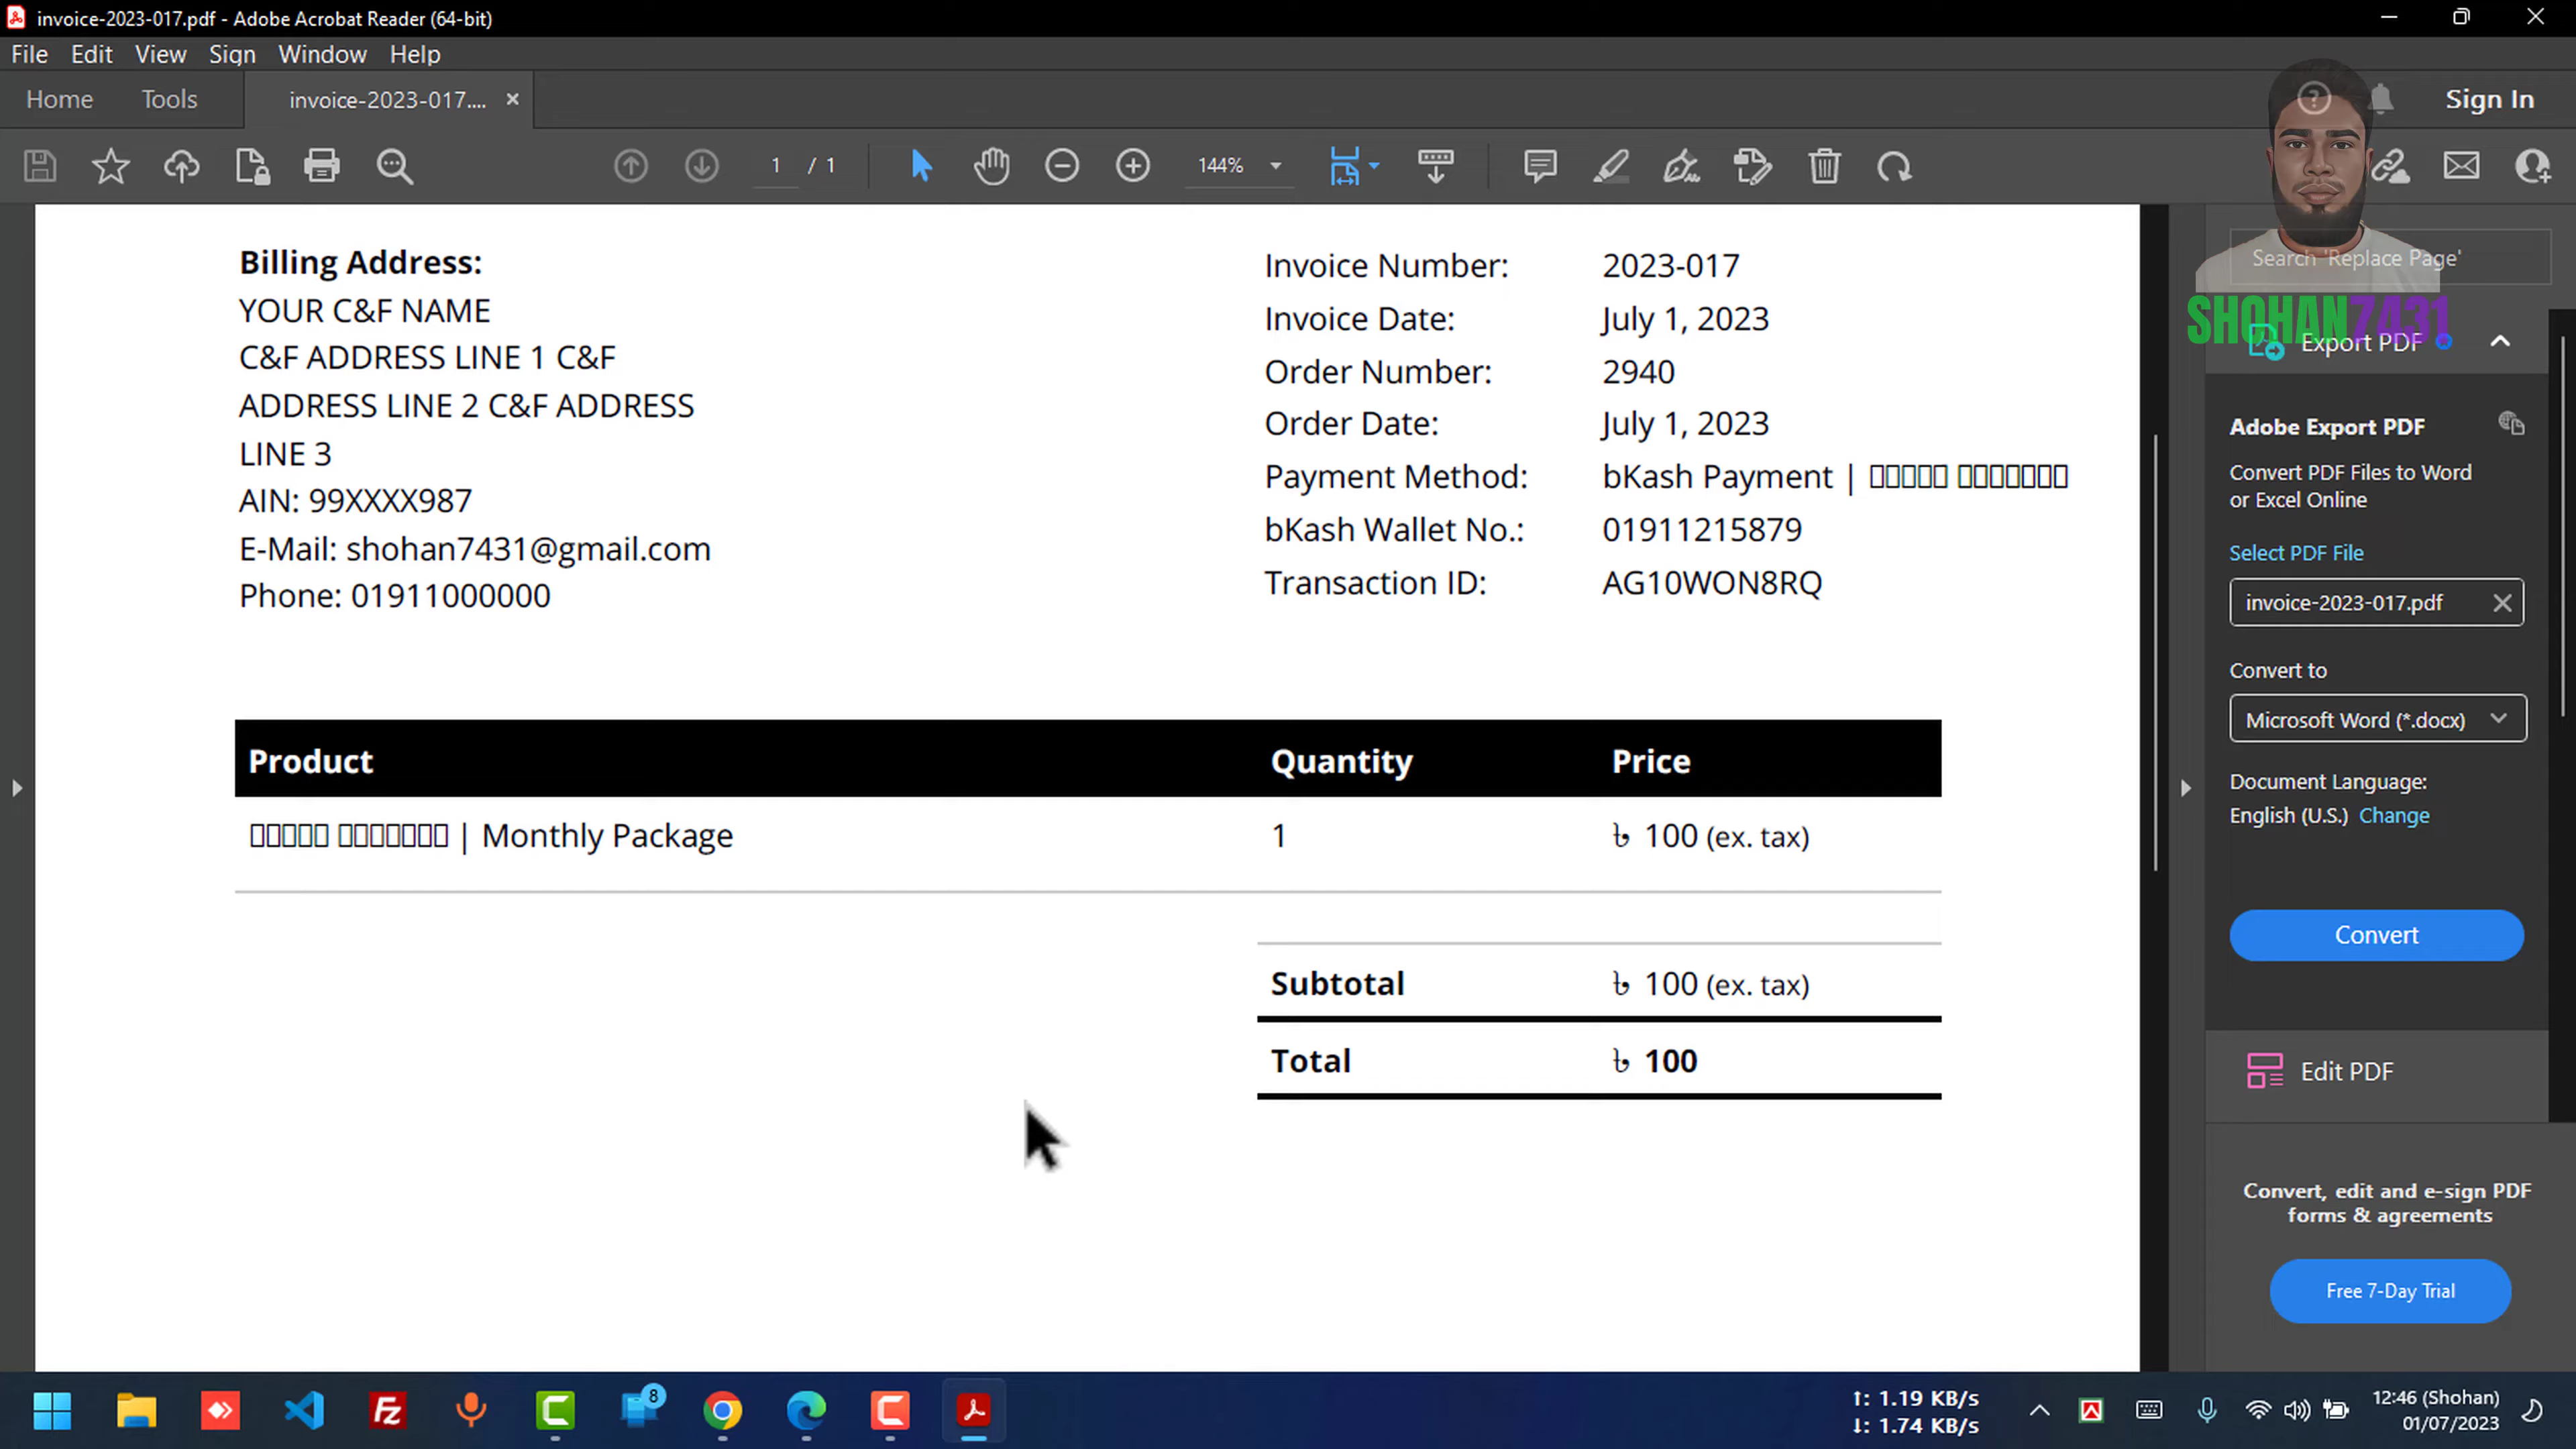 invoice-2023-017.pdf - Adobe Acrobat Reader (64-bit)
File Edit View Sign Window Help
Home Tools invoice-2023-017.... Sign In
1 / 1 144%
Search 'Replace Page'
SHOHAN7431
Billing Address:
YOUR C&F NAME
C&F ADDRESS LINE 1 C&F
ADDRESS LINE 2 C&F ADDRESS
LINE 3
AIN: 99XXXX987
E-Mail: shohan7431@gmail.com
Phone: 01911000000
Invoice Number: 2023-017
Invoice Date: July 1, 2023
Order Number: 2940
Order Date: July 1, 2023
Payment Method: bKash Payment |
bKash Wallet No.: 01911215879
Transaction ID: AG10WON8RQ
Product Quantity Price
| Monthly Package 1 ৳ 100 (ex. tax)
Subtotal ৳ 100 (ex. tax)
Total ৳ 100
Export PDF
Adobe Export PDF
Convert PDF Files to Word
or Excel Online
Select PDF File
invoice-2023-017.pdf
Convert to
Microsoft Word (*.docx)
Document Language:
English (U.S.) Change
Convert
Edit PDF
Convert, edit and e-sign PDF
forms & agreements
Free 7-Day Trial
8
↑: 1.19 KB/s
↓: 1.74 KB/s
12:46 (Shohan)
01/07/2023